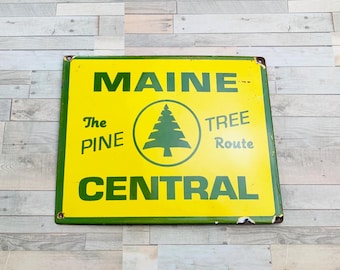 MAINE
The PINE TREE Route
CENTRAL